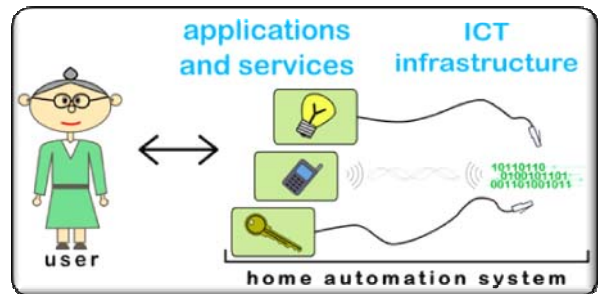 applications
and services
ICT
infrastructure
10110110
0100101101
001101001011
user
home automation system